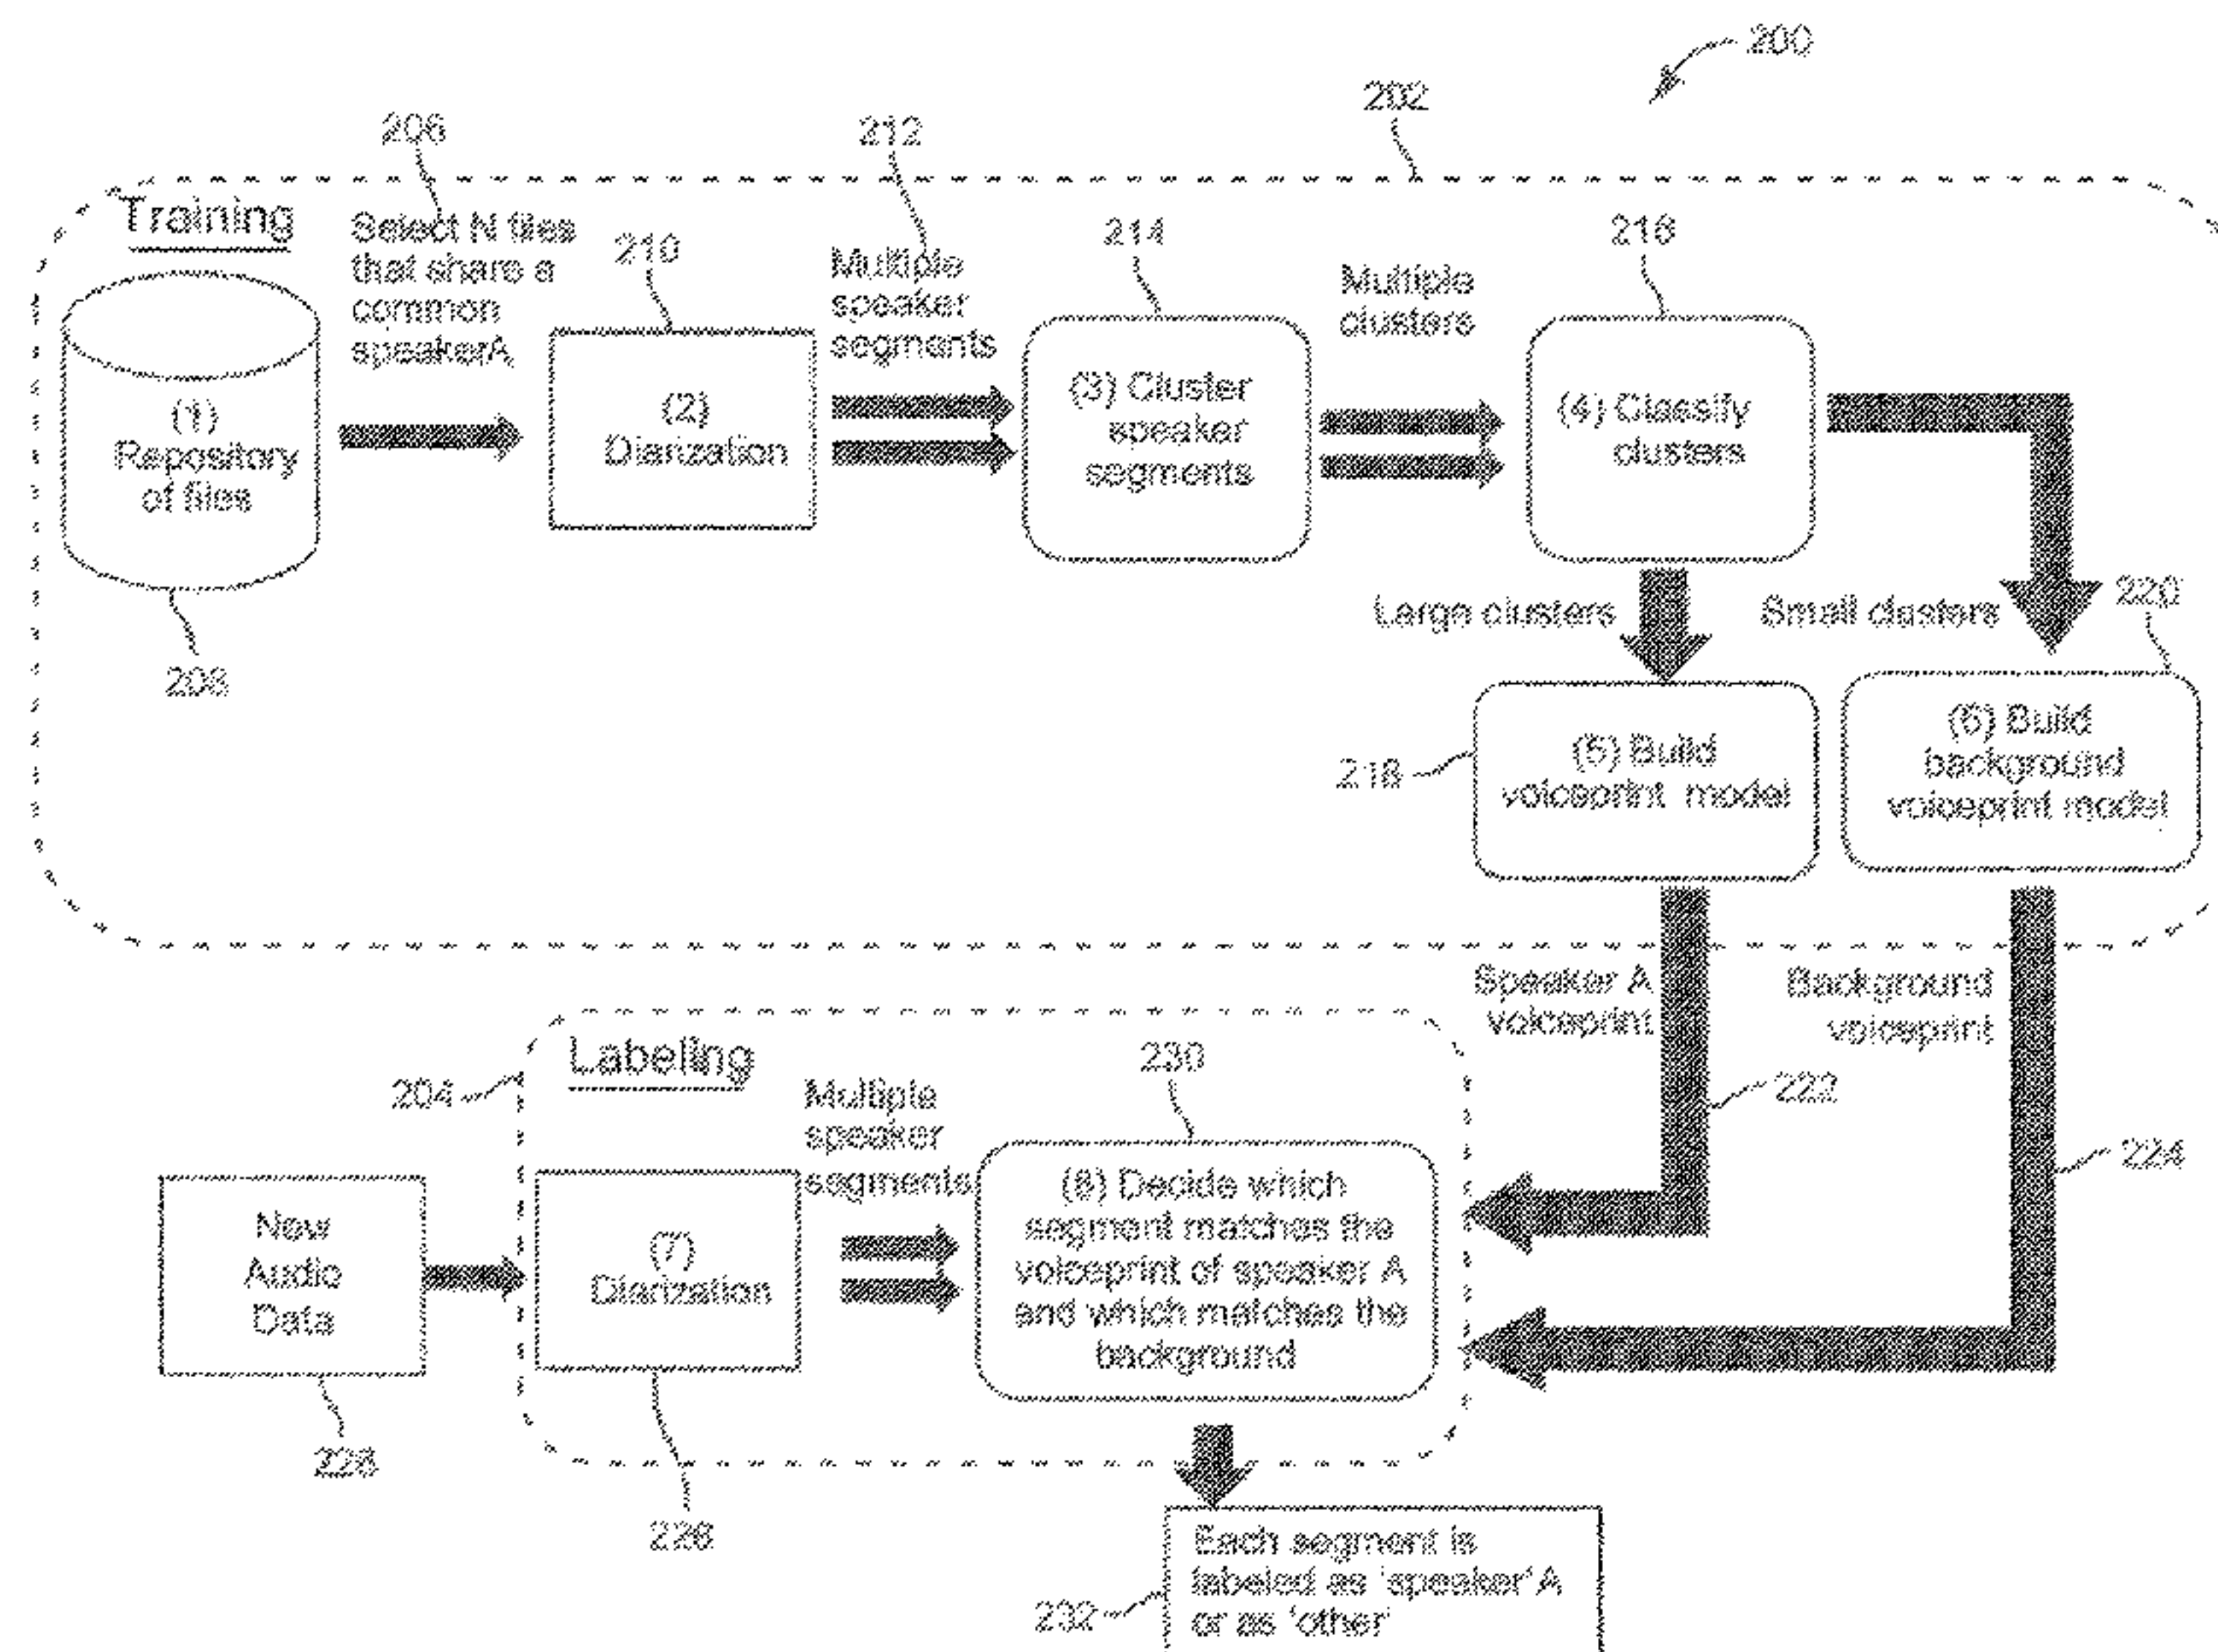 200
202
206
212
Training
Select N files
that share a
common
speakerA
210
Multiple
speaker
segments
214
Multiple
clusters
216
(1)
Repository
of files
(2)
Diarization
(3) Cluster
speaker
segments
(4) Classify
clusters
208
Large clusters
Small clusters
220
218
(5) Build
voiceprint model
(6) Build
background
voiceprint model
Speaker A
voiceprint
Background
voiceprint
Labeling
204
Multiple
speaker
segments
230
222
224
New
Audio
Data
(7)
Diarization
(8) Decide which
segment matches the
voiceprint of speaker A
and which matches the
background
228
226
Each segment is
labeled as 'speaker' A
or as 'other'
232